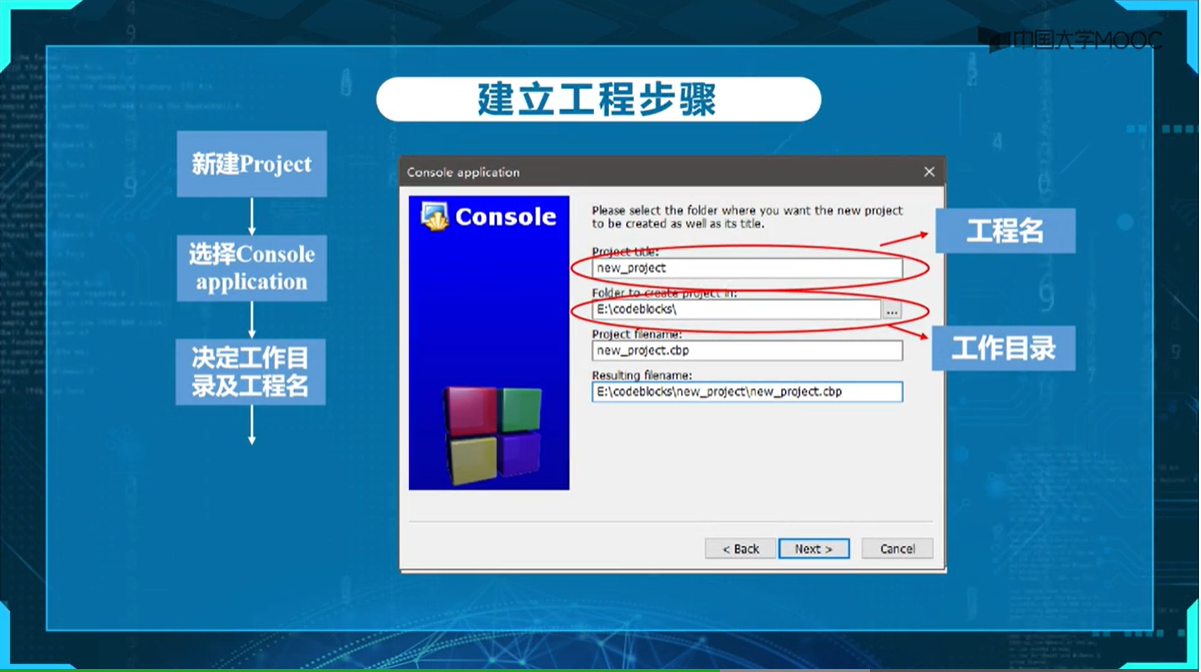 中国大学MOOC
建立工程步骤
新建Project
选择Console
application
决定工作目
录及工程名
Console application
Console
Please select the folder where you want the new project
to be created as well as its title.
Project title:
new_project
工程名
Folder to create project in:
E:\codeblocks\
...
工作目录
Project filename:
new_project.cbp
Resulting filename:
E:\codeblocks\new_project\new_project.cbp
< Back
Next >
Cancel